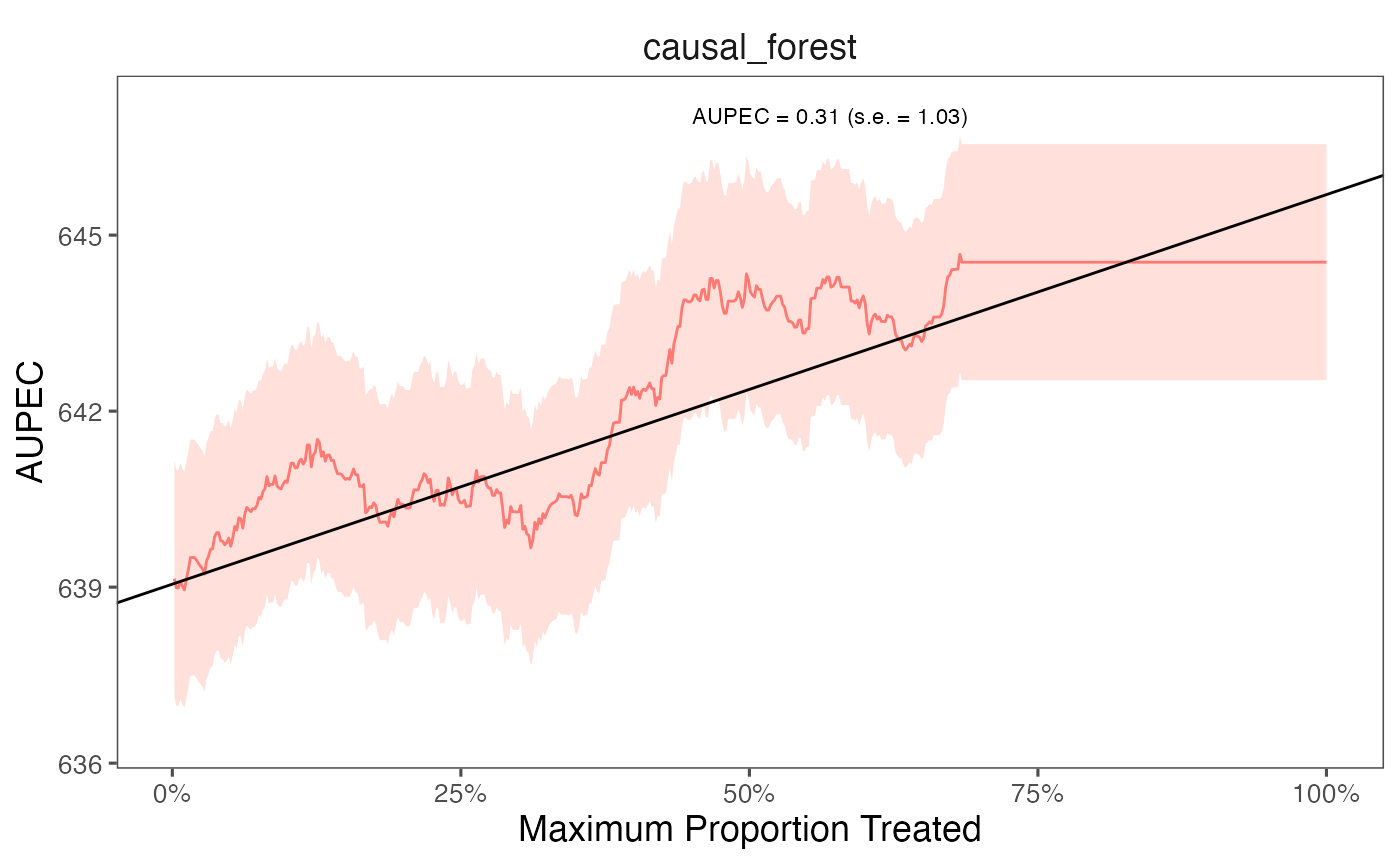 causal_forest
AUPEC = 0.31 (s.e. = 1.03)
AUPEC
645
642
639
636
0% 25% 50% 75% 100%
Maximum Proportion Treated